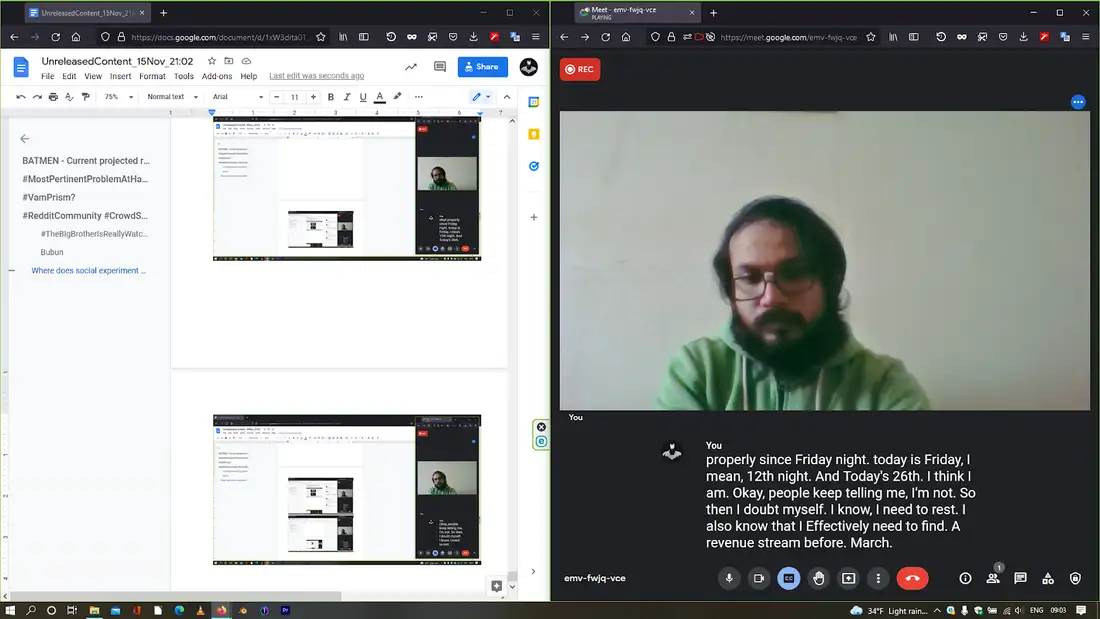 UnreleasedContent_15Nov_21
https://docs.google.com/document/d/1xW3dita01
UnreleasedContent_15Nov_21:02
File Edit View Insert Format Tools Add-ons Help Last edit was seconds ago
Share
75% Normal text Arial 11 B I U A
BATMEN - Current projected r...
#MostPertinentProblemAtHa...
#VamPrism?
#RedditCommunity #CrowdS...
#TheBigBrotherIsReallyWatc...
Bubun
Where does social experiment ...
Meet - emv-fwjq-vce
PLAYING
https://meet.google.com/emv-fwjq-vce
REC
You
You
properly since Friday night. today is Friday, I
mean, 12th night. And Today's 26th. I think I
am. Okay, people keep telling me, I'm not. So
then I doubt myself. I know, I need to rest. I
also know that I Effectively need to find. A
revenue stream before. March.
emv-fwjq-vce
CC
1
34°F Light rain... ENG 09:03